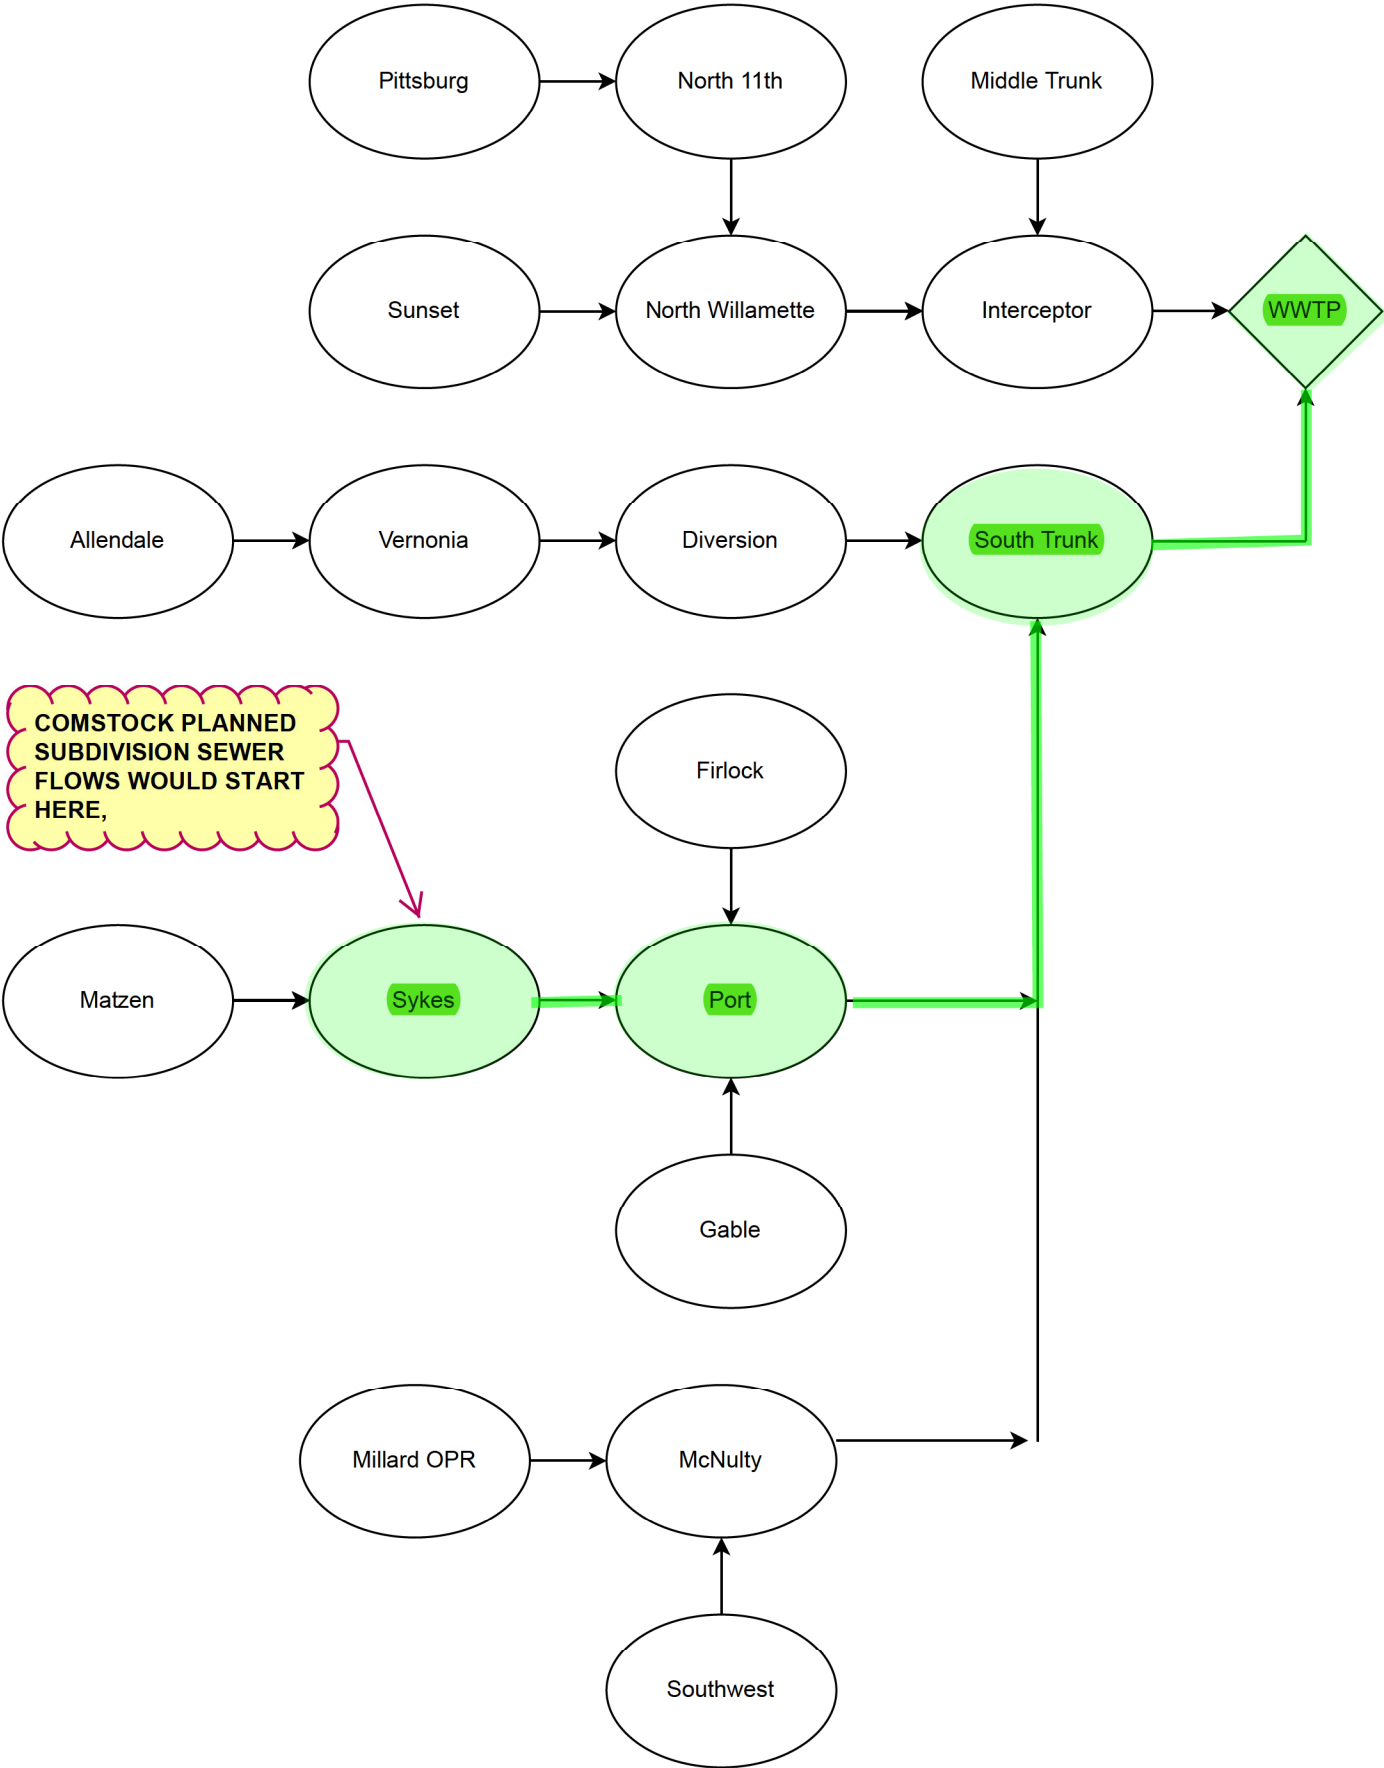 Pittsburg
North 11th
Middle Trunk
Sunset
North Willamette
Interceptor
WWTP
Allendale
Vernonia
Diversion
South Trunk
COMSTOCK PLANNED
SUBDIVISION SEWER
FLOWS WOULD START
HERE,
Firlock
Matzen
Sykes
Port
Gable
Millard OPR
McNulty
Southwest